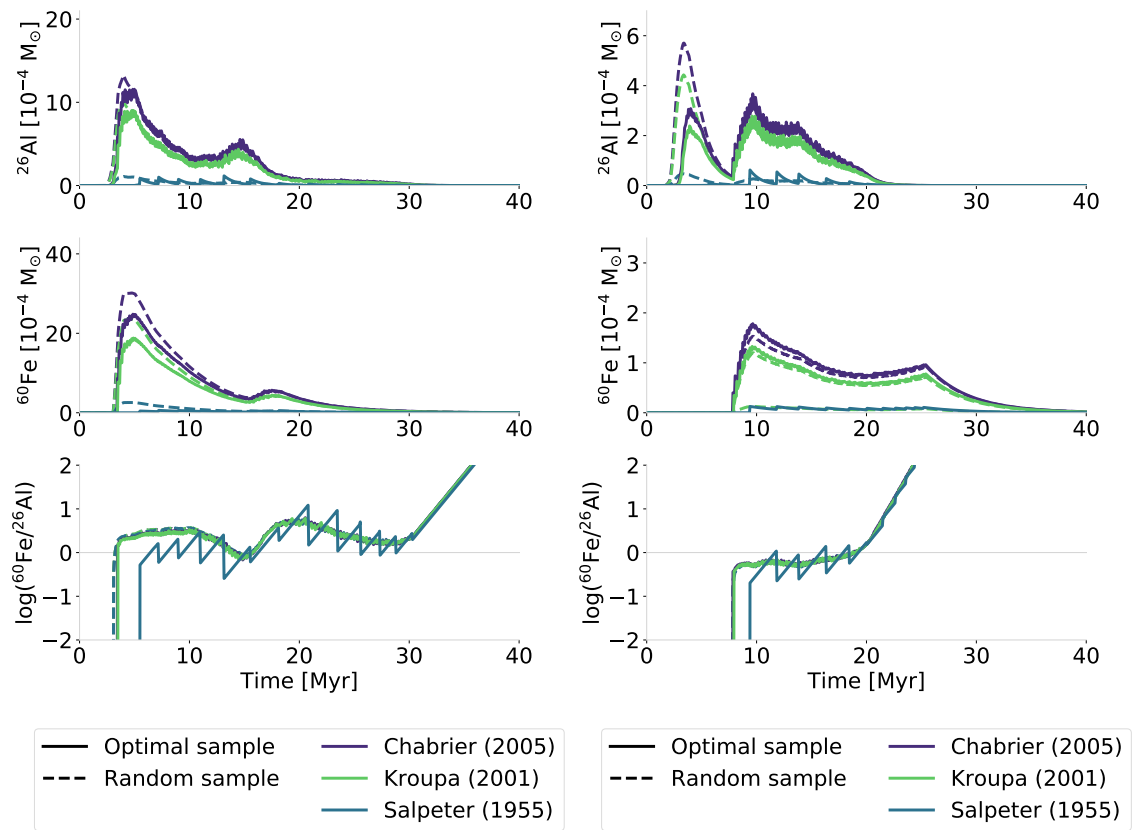 20
10
0
²⁶Al [10⁻⁴ M⊙]
0 10 20 30 40
6
4
2
0
²⁶Al [10⁻⁴ M⊙]
0 10 20 30 40
40
20
0
⁶⁰Fe [10⁻⁴ M⊙]
0 10 20 30 40
3
2
1
0
⁶⁰Fe [10⁻⁴ M⊙]
0 10 20 30 40
2
1
0
−1
−2
log(⁶⁰Fe/²⁶Al)
0 10 20 30 40
Time [Myr]
2
1
0
−1
−2
log(⁶⁰Fe/²⁶Al)
0 10 20 30 40
Time [Myr]
Optimal sample
Random sample
Chabrier (2005)
Kroupa (2001)
Salpeter (1955)
Optimal sample
Random sample
Chabrier (2005)
Kroupa (2001)
Salpeter (1955)